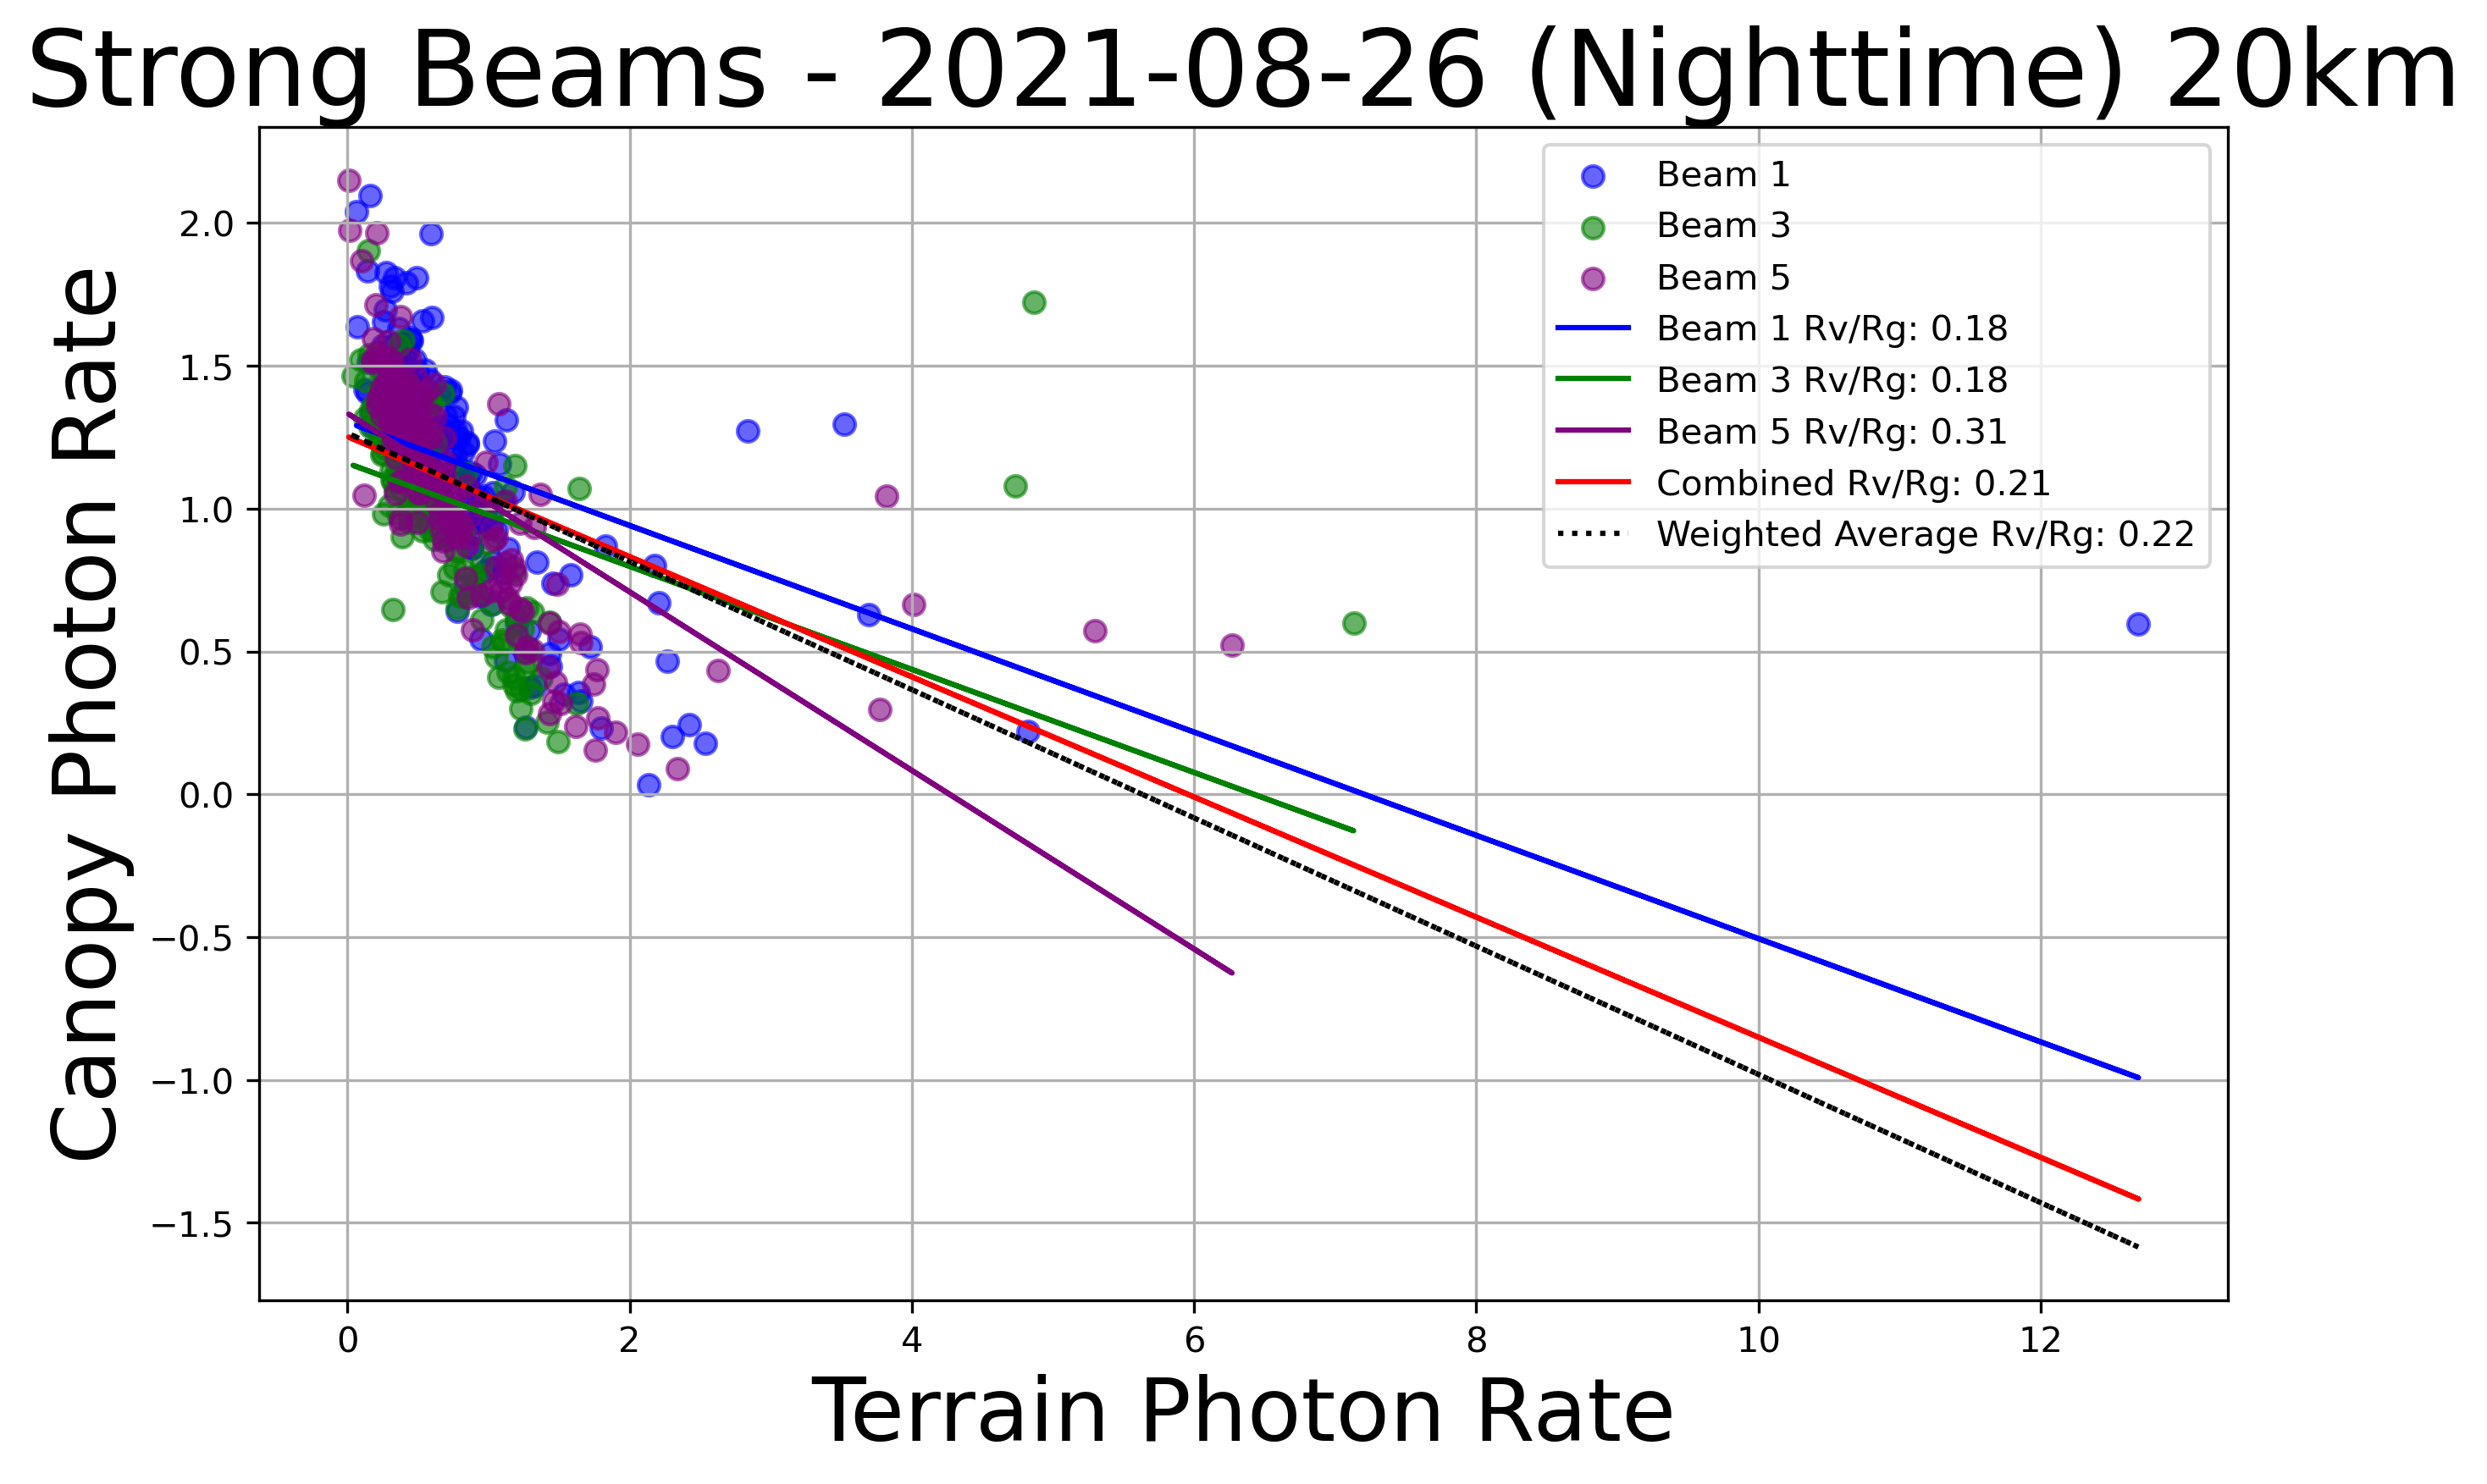 Strong Beams - 2021-08-26 (Nighttime) 20km
Canopy Photon Rate
2.0
1.5
1.0
0.5
0.0
−0.5
−1.0
−1.5
Beam 1
Beam 3
Beam 5
Beam 1 Rv/Rg: 0.18
Beam 3 Rv/Rg: 0.18
Beam 5 Rv/Rg: 0.31
Combined Rv/Rg: 0.21
Weighted Average Rv/Rg: 0.22
0 2 4 6 8 10 12
Terrain Photon Rate